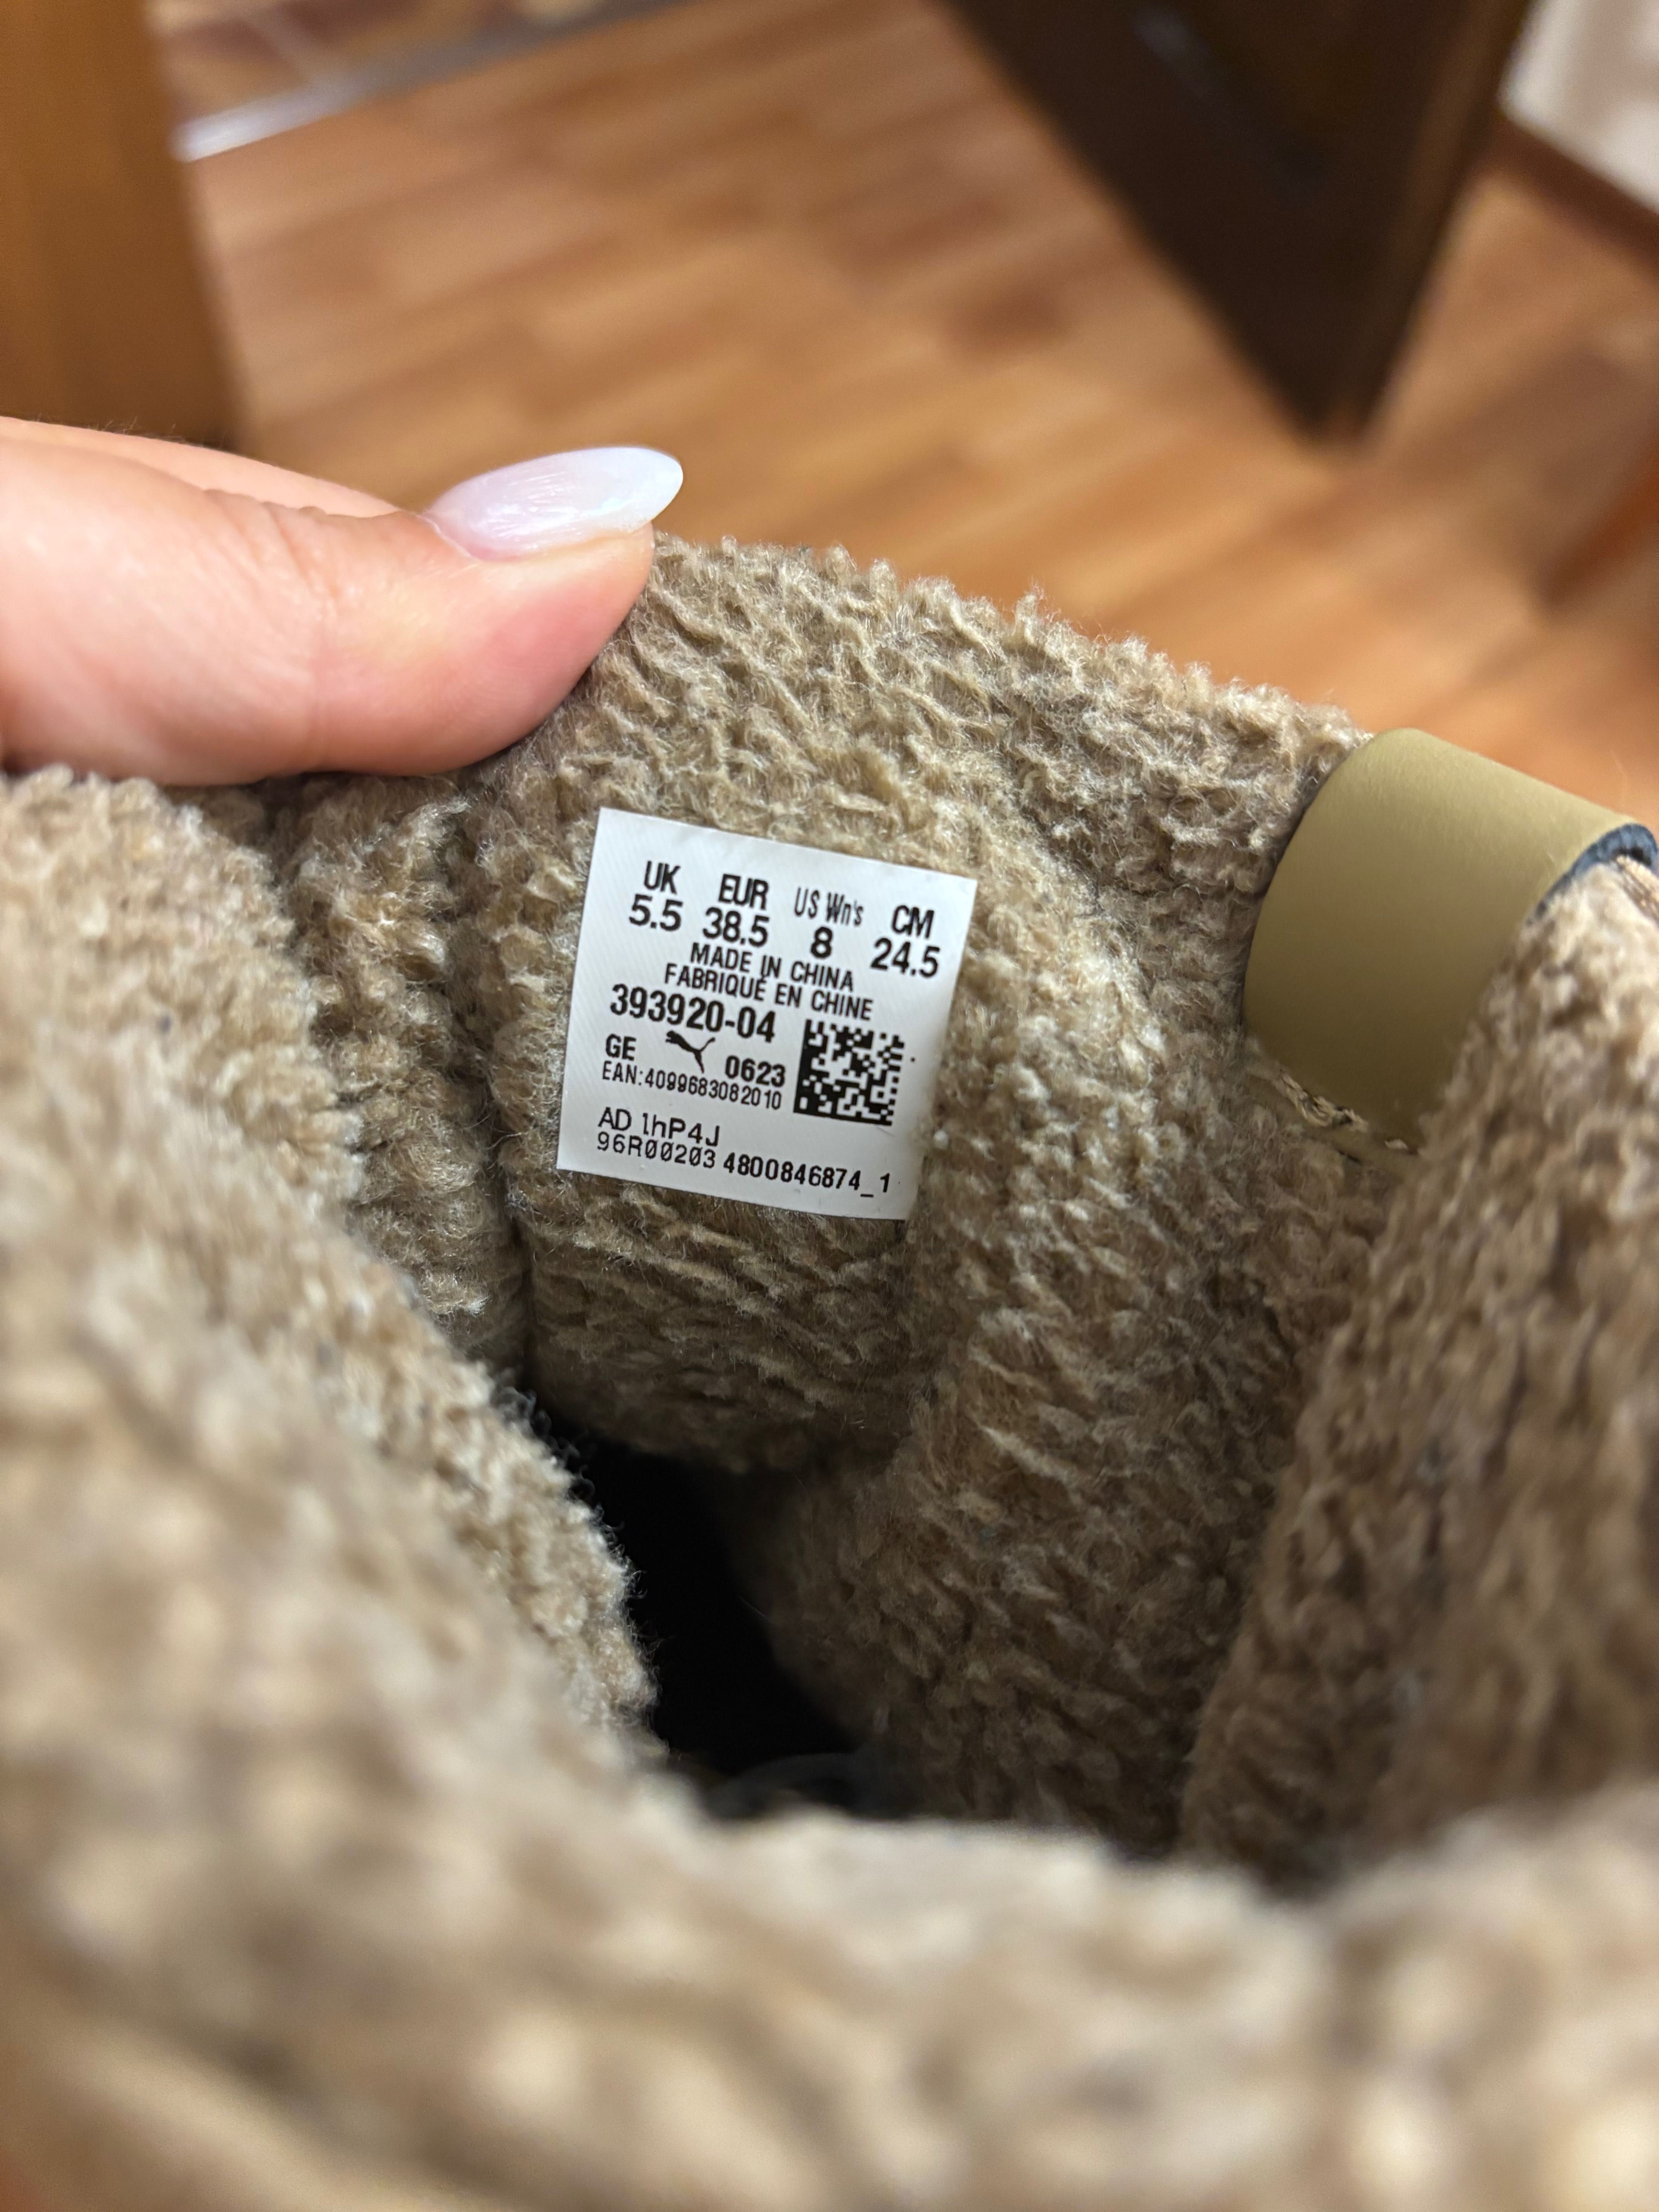 UK EUR US Wn's CM
5.5 38.5 8 24.5
MADE IN CHINA
FABRIQUÉ EN CHINE
393920-04
GE 0623
EAN:4099683082010
AD 1hP4J
96R00203 4800846874_1